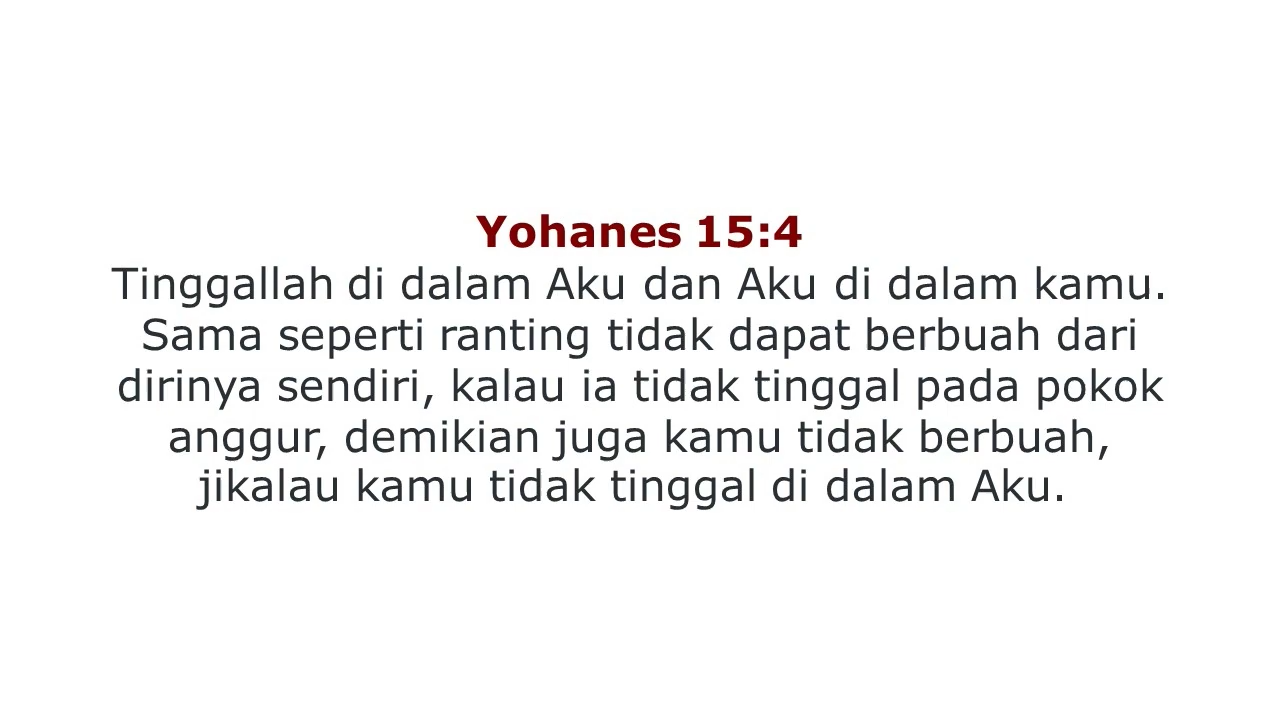 Yohanes 15:4
Tinggallah di dalam Aku dan Aku di dalam kamu.
Sama seperti ranting tidak dapat berbuah dari
dirinya sendiri, kalau ia tidak tinggal pada pokok
anggur, demikian juga kamu tidak berbuah,
jikalau kamu tidak tinggal di dalam Aku.